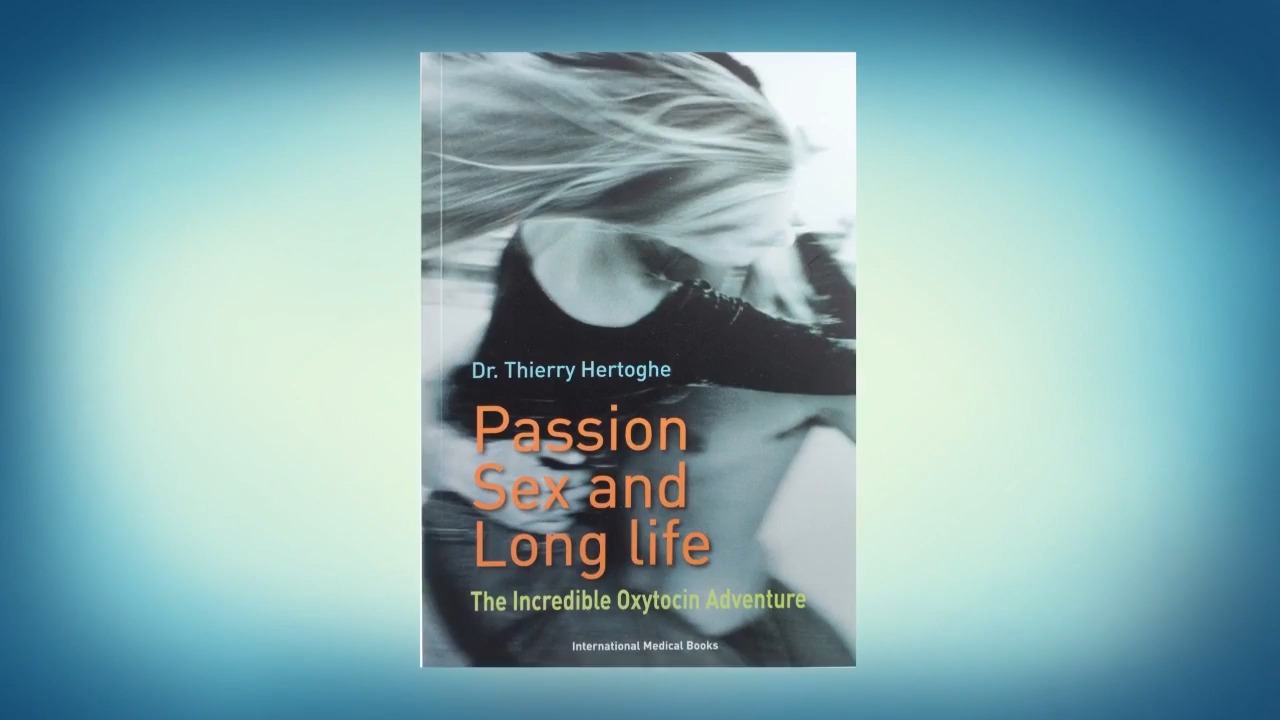 Dr. Thierry Hertoghe
Passion
Sex and
Long life
The Incredible Oxytocin Adventure
International Medical Books